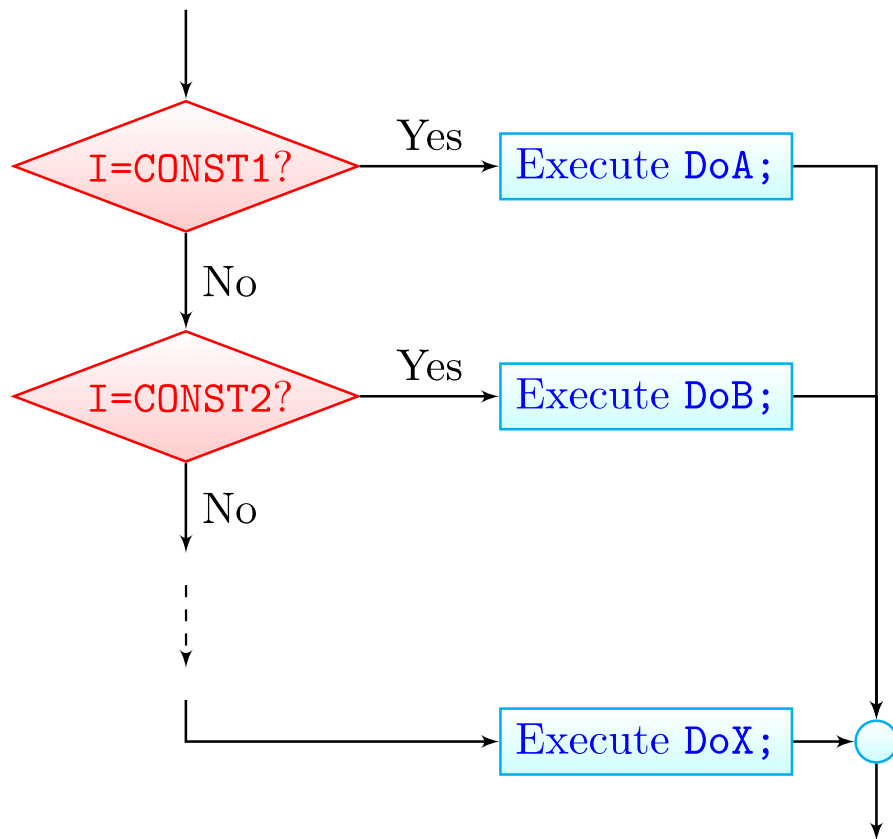 Yes
I=CONST1?
Execute DoA;
No
Yes
I=CONST2?
Execute DoB;
No
Execute DoX;